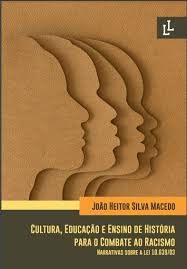 LL
João Heitor Silva Macedo
Cultura, Educação e Ensino de História
para o Combate ao Racismo
Narrativas sobre a lei 10.639/03